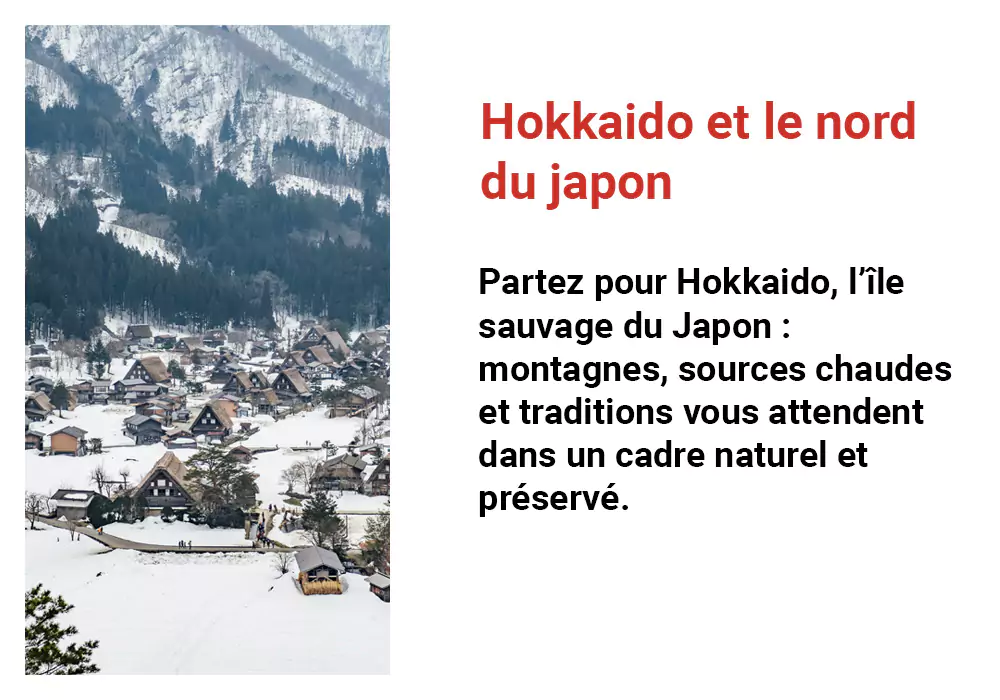 Hokkaido et le nord
du japon
Partez pour Hokkaido, l’île
sauvage du Japon :
montagnes, sources chaudes
et traditions vous attendent
dans un cadre naturel et
préservé.